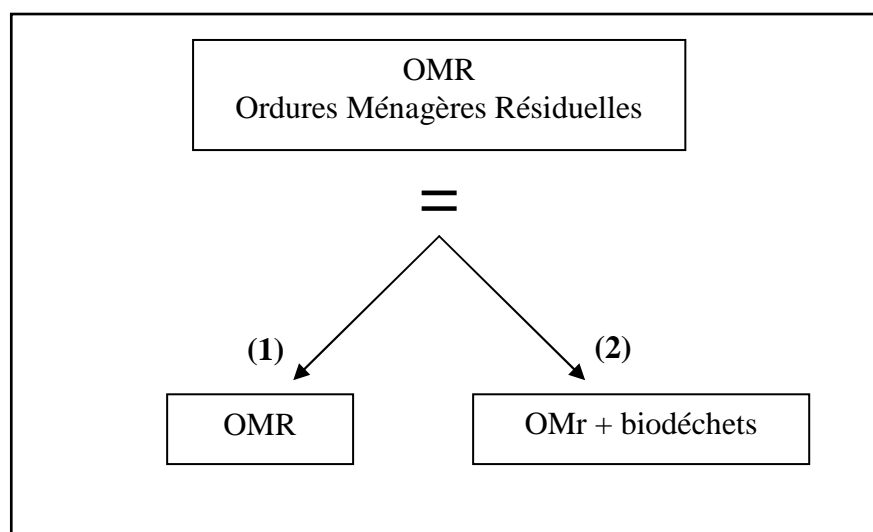 OMR
Ordures Ménagères Résiduelles
=
(1)
(2)
OMR
OMr + biodéchets